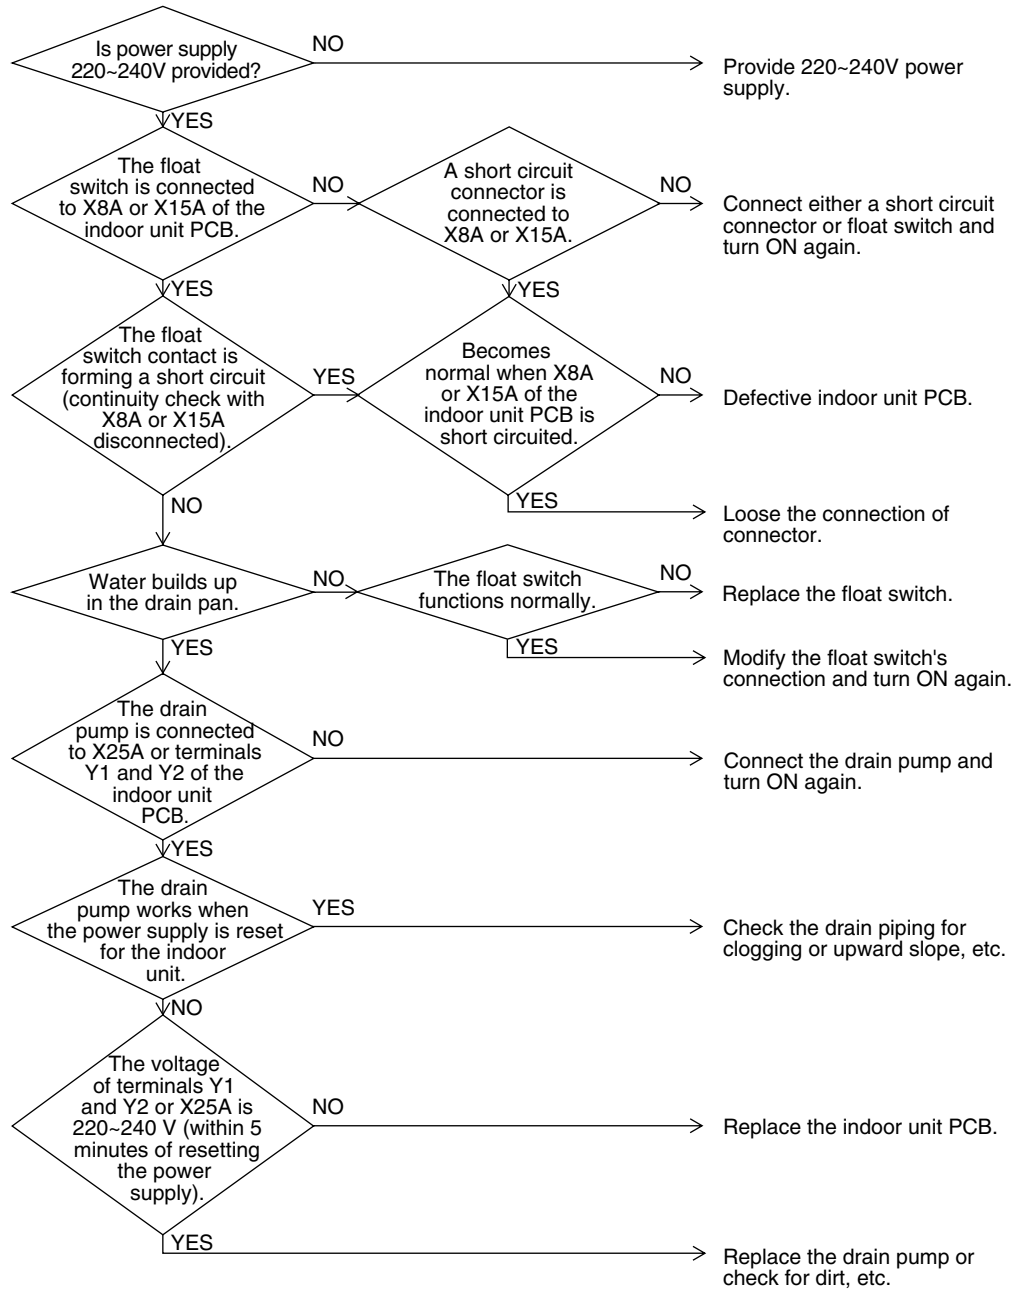 Is power supply
220~240V provided?
NO
Provide 220~240V power
supply.
YES
The float
switch is connected
to X8A or X15A of the
indoor unit PCB.
NO
A short circuit
connector is
connected to
X8A or X15A.
NO
Connect either a short circuit
connector or float switch and
turn ON again.
YES
YES
The float
switch contact is
forming a short circuit
(continuity check with
X8A or X15A
disconnected).
YES
Becomes
normal when X8A
or X15A of the
indoor unit PCB is
short circuited.
NO
Defective indoor unit PCB.
NO
YES
Loose the connection of
connector.
Water builds up
in the drain pan.
NO
The float switch
functions normally.
NO
Replace the float switch.
YES
YES
Modify the float switch's
connection and turn ON again.
The drain
pump is connected
to X25A or terminals
Y1 and Y2 of the
indoor unit
PCB.
NO
Connect the drain pump and
turn ON again.
YES
The drain
pump works when
the power supply is reset
for the indoor
unit.
YES
Check the drain piping for
clogging or upward slope, etc.
NO
The voltage
of terminals Y1
and Y2 or X25A is
220~240 V (within 5
minutes of resetting
the power
supply).
NO
Replace the indoor unit PCB.
YES
Replace the drain pump or
check for dirt, etc.